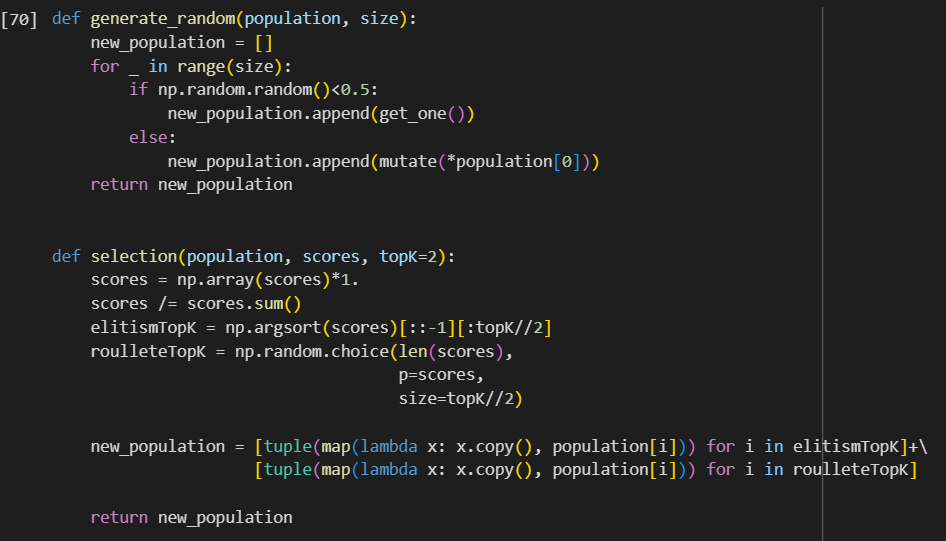 [70] def generate_random(population, size):
    new_population = []
    for _ in range(size):
        if np.random.random()<0.5:
            new_population.append(get_one())
        else:
            new_population.append(mutate(*population[0]))
    return new_population


def selection(population, scores, topK=2):
    scores = np.array(scores)*1.
    scores /= scores.sum()
    elitismTopK = np.argsort(scores)[::-1][:topK//2]
    roulleteTopK = np.random.choice(len(scores),
                                    p=scores,
                                    size=topK//2)

    new_population = [tuple(map(lambda x: x.copy(), population[i])) for i in elitismTopK]+\
                     [tuple(map(lambda x: x.copy(), population[i])) for i in roulleteTopK]

    return new_population